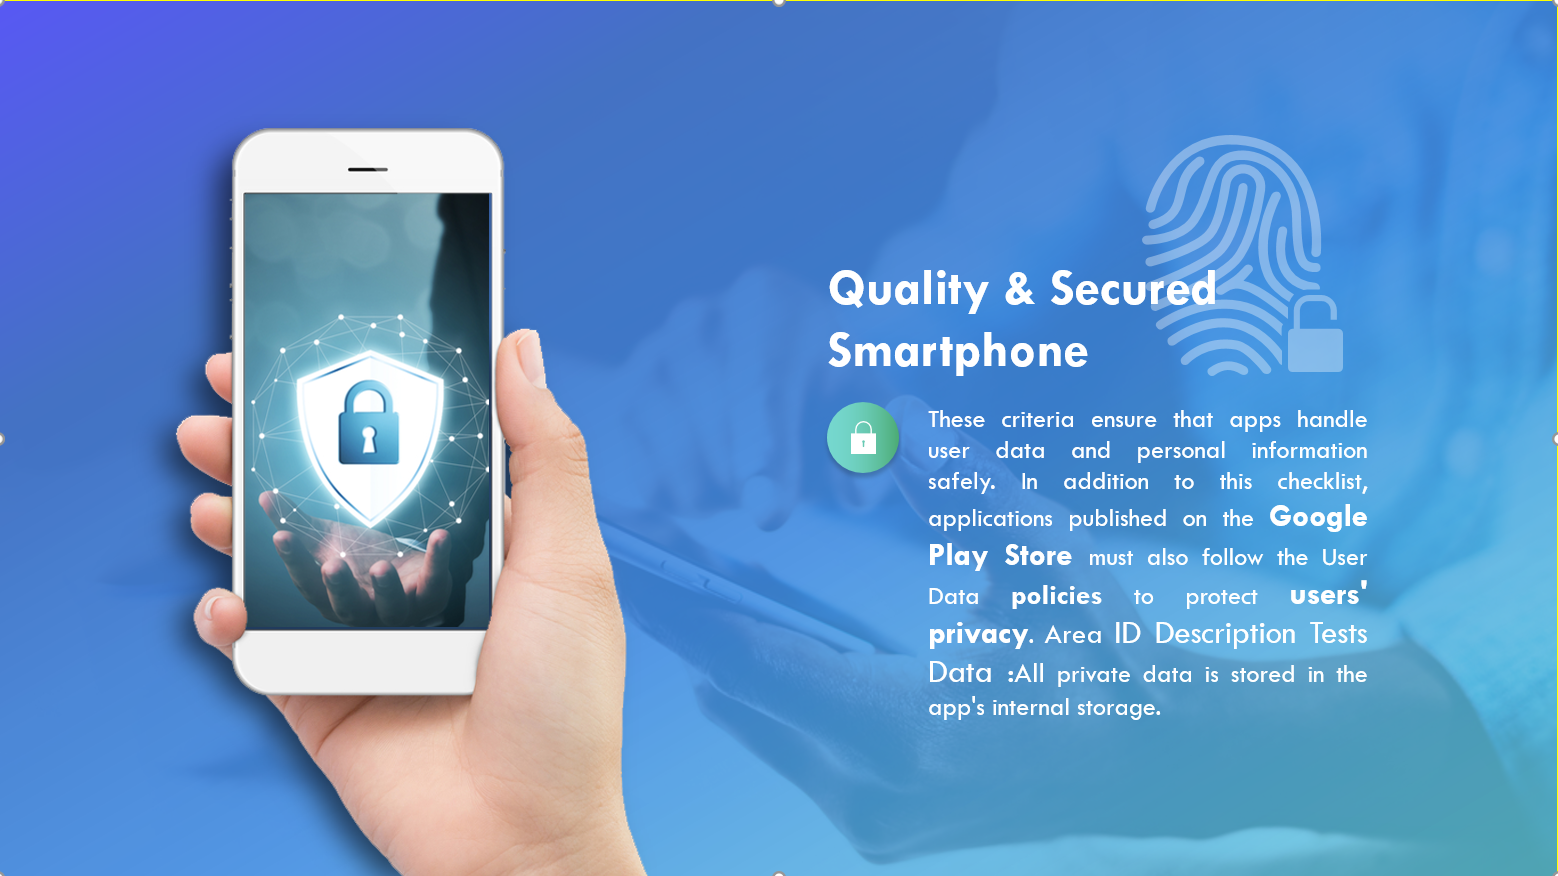 Quality & Secured
Smartphone
These criteria ensure that apps handle
user data and personal information
safely. In addition to this checklist,
applications published on the Google
Play Store must also follow the User
Data policies to protect users'
privacy. Area ID Description Tests
Data :All private data is stored in the
app's internal storage.